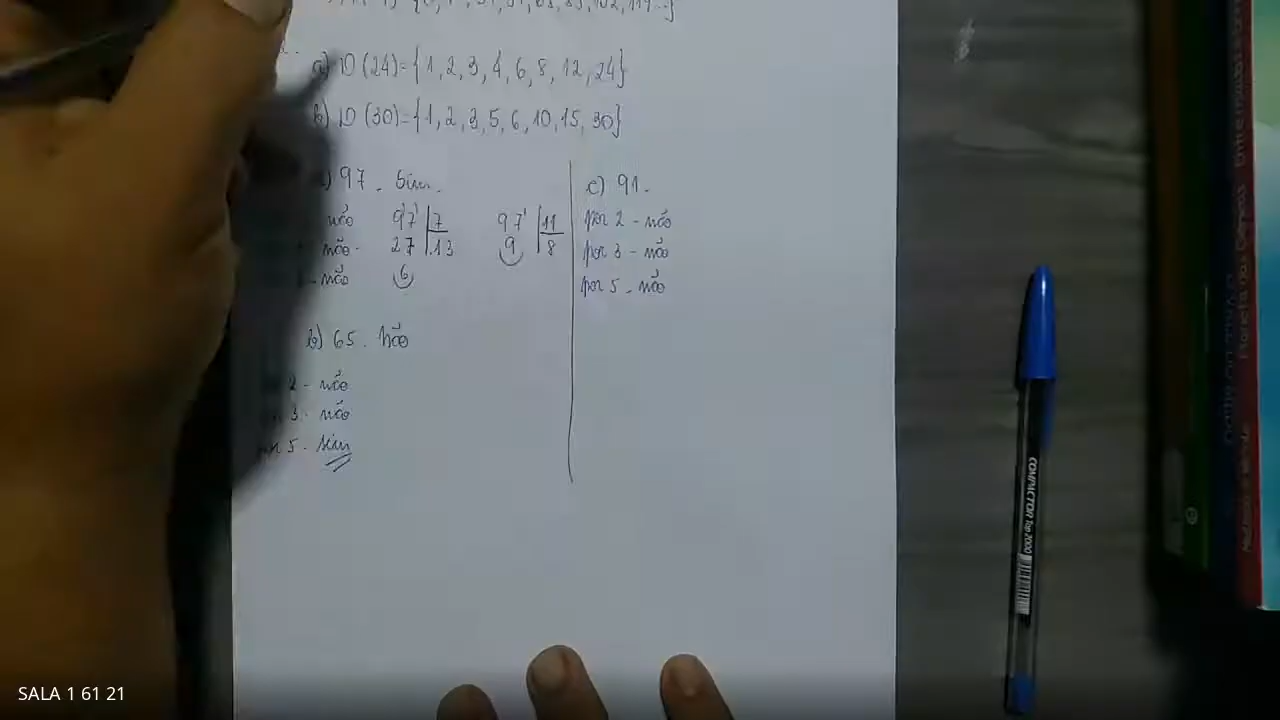 a) D(24)={1, 2, 3, 4, 6, 8, 12, 24}
b) D(30)={1, 2, 3, 5, 6, 10, 15, 30}
97 - Sim.
não 97 | 7 97 | 11
não. 27 | 13 9 | 8
- não 6
b) 65. não
2 - não
3. não
5. sim
c) 91.
por 2 - não
por 3 - não
por 5 - não
COMPACTOR Top 2000
SALA 1 61 21